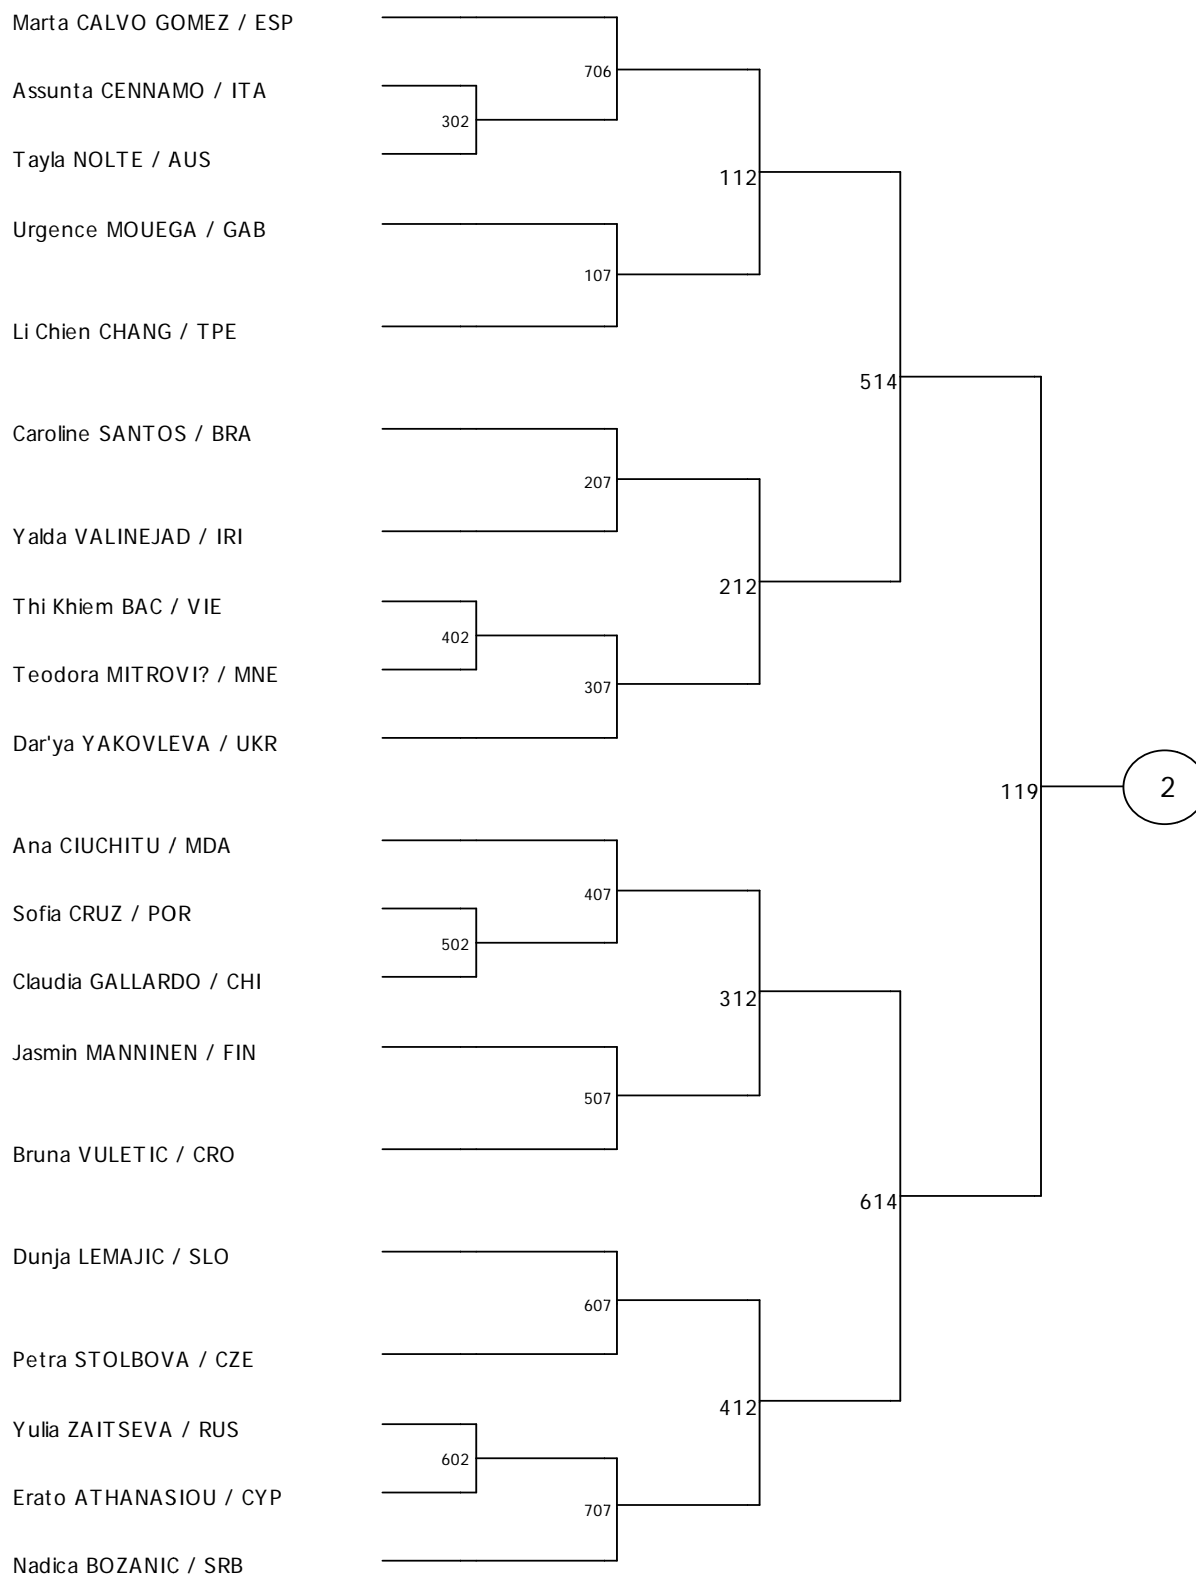 Marta CALVO GOMEZ / ESP
706
Assunta CENNAMO / ITA
302
Tayla NOLTE / AUS
112
Urgence MOUEGA / GAB
107
Li Chien CHANG / TPE
514
Caroline SANTOS / BRA
207
Yalda VALINEJAD / IRI
212
Thi Khiem BAC / VIE
402
Teodora MITROVI? / MNE
307
Dar'ya YAKOVLEVA / UKR
119
2
Ana CIUCHITU / MDA
407
Sofia CRUZ / POR
502
Claudia GALLARDO / CHI
312
Jasmin MANNINEN / FIN
507
Bruna VULETIC / CRO
614
Dunja LEMAJIC / SLO
607
Petra STOLBOVA / CZE
412
Yulia ZAITSEVA / RUS
602
Erato ATHANASIOU / CYP
707
Nadica BOZANIC / SRB